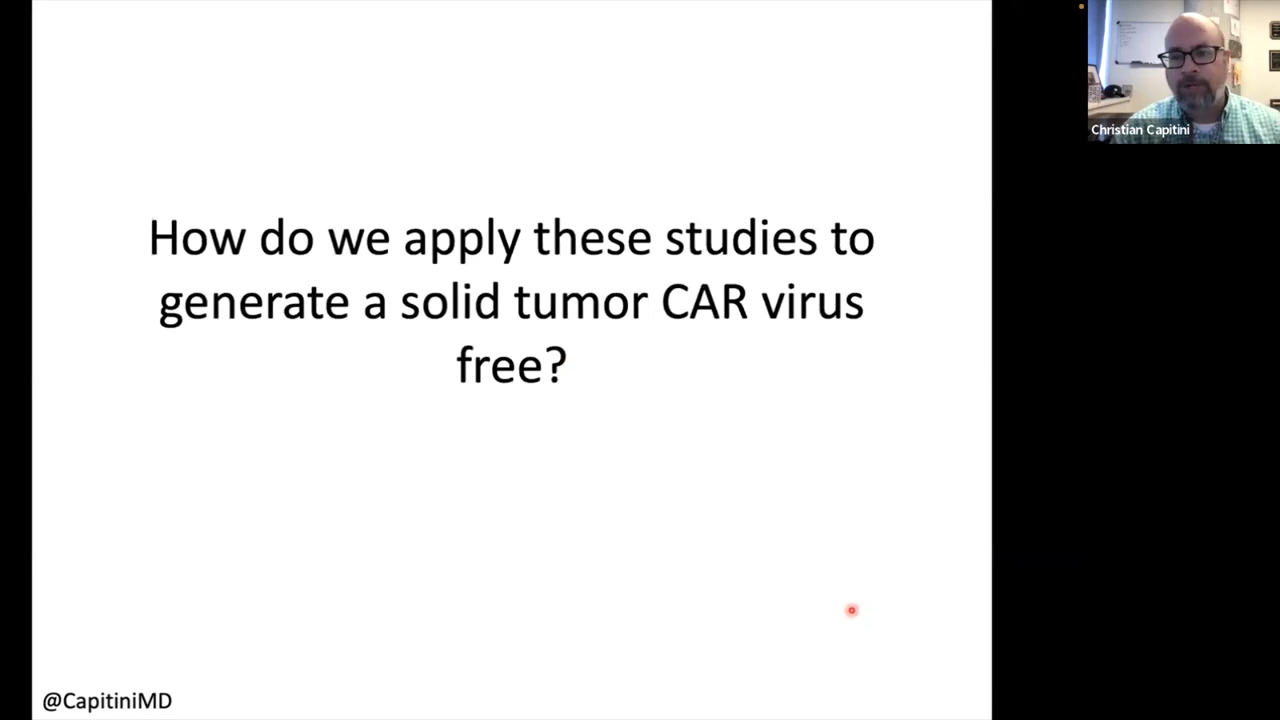 How do we apply these studies to
generate a solid tumor CAR virus
free?
@CapitiniMD
Christian Capitini